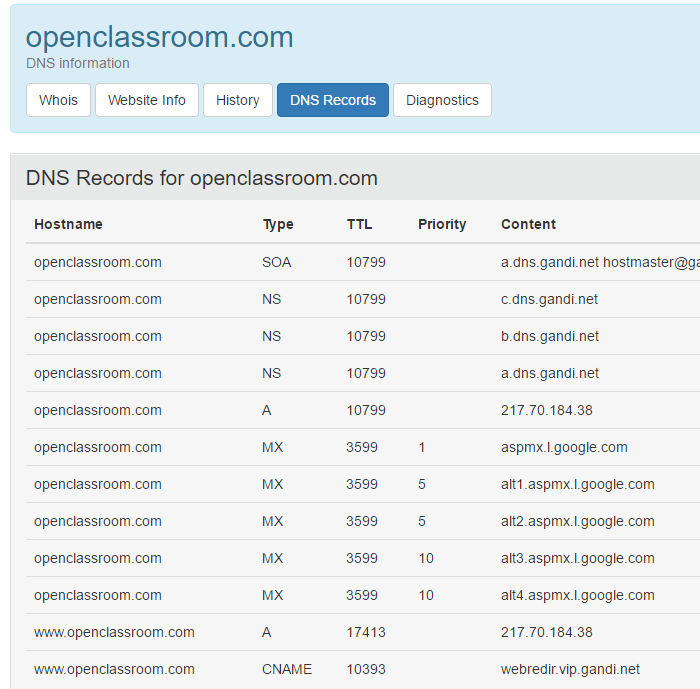 openclassroom.com
DNS information
Whois Website Info History DNS Records Diagnostics
DNS Records for openclassroom.com
Hostname Type TTL Priority Content
openclassroom.com SOA 10799 a.dns.gandi.net hostmaster@ga
openclassroom.com NS 10799 c.dns.gandi.net
openclassroom.com NS 10799 b.dns.gandi.net
openclassroom.com NS 10799 a.dns.gandi.net
openclassroom.com A 10799 217.70.184.38
openclassroom.com MX 3599 1 aspmx.l.google.com
openclassroom.com MX 3599 5 alt1.aspmx.l.google.com
openclassroom.com MX 3599 5 alt2.aspmx.l.google.com
openclassroom.com MX 3599 10 alt3.aspmx.l.google.com
openclassroom.com MX 3599 10 alt4.aspmx.l.google.com
www.openclassroom.com A 17413 217.70.184.38
www.openclassroom.com CNAME 10393 webredir.vip.gandi.net